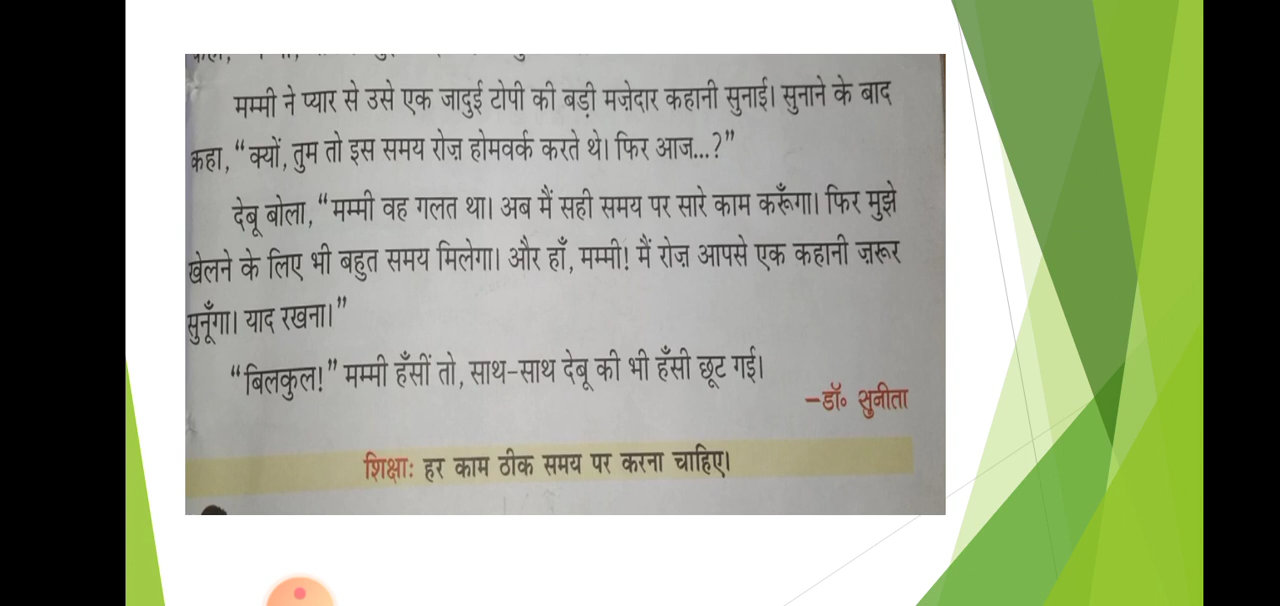 मम्मी ने प्यार से उसे एक जादुई टोपी की बड़ी मज़ेदार कहानी सुनाई। सुनाने के बाद
कहा, “क्यों, तुम तो इस समय रोज़ होमवर्क करते थे। फिर आज...?”
देबू बोला, “मम्मी वह गलत था। अब मैं सही समय पर सारे काम करूँगा। फिर मुझे
खेलने के लिए भी बहुत समय मिलेगा। और हाँ, मम्मी! मैं रोज़ आपसे एक कहानी ज़रूर
सुनूँगा। याद रखना।”
“बिलकुल!” मम्मी हँसीं तो, साथ-साथ देबू की भी हँसी छूट गई।
–डॉ॰ सुनीता
शिक्षाः हर काम ठीक समय पर करना चाहिए।